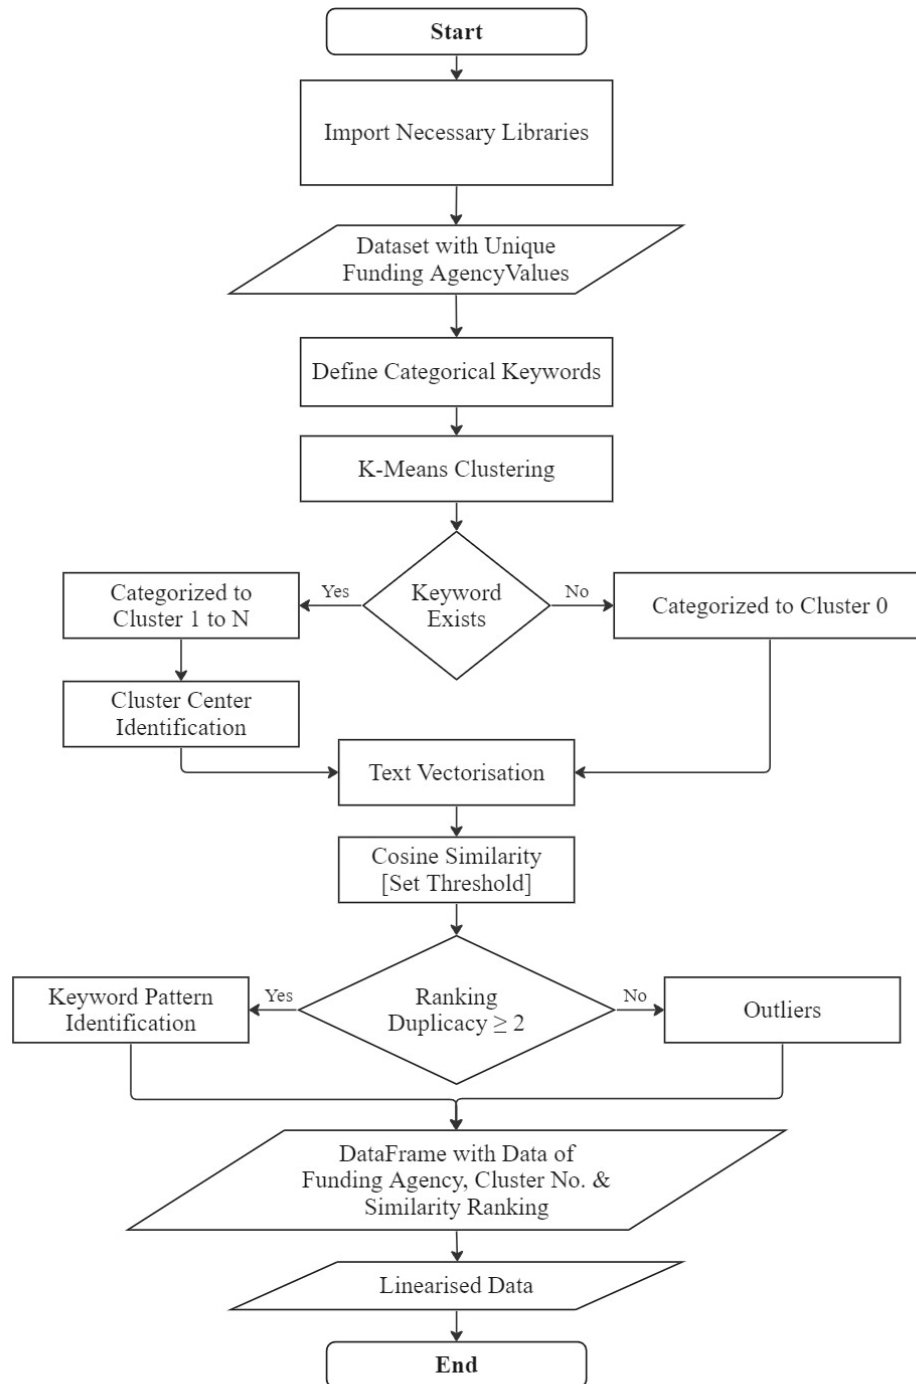 Start
Import Necessary Libraries
Dataset with Unique
Funding AgencyValues
Define Categorical Keywords
K-Means Clustering
Keyword
Exists
Yes
No
Categorized to
Cluster 1 to N
Categorized to Cluster 0
Cluster Center
Identification
Text Vectorisation
Cosine Similarity
[Set Threshold]
Ranking
Duplicacy ≥ 2
Yes
No
Keyword Pattern
Identification
Outliers
DataFrame with Data of
Funding Agency, Cluster No. &
Similarity Ranking
Linearised Data
End